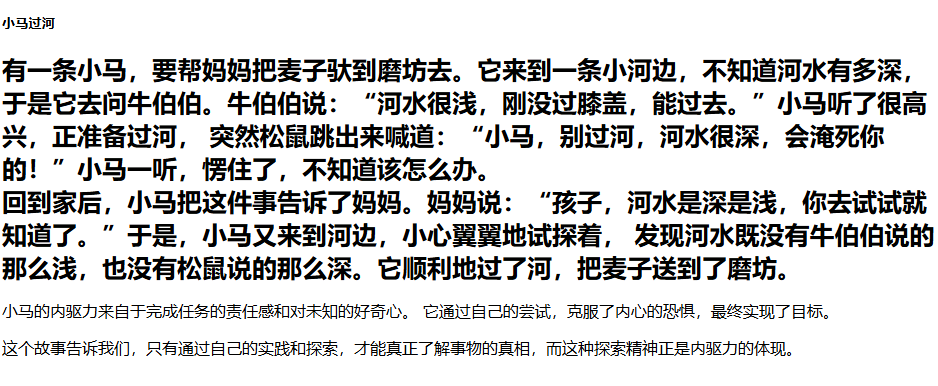 小马过河
有一条小马，要帮妈妈把麦子驮到磨坊去。它来到一条小河边，不知道河水有多深，
于是它去问牛伯伯。牛伯伯说：“河水很浅，刚没过膝盖，能过去。”小马听了很高
兴，正准备过河， 突然松鼠跳出来喊道：“小马，别过河，河水很深，会淹死你
的！”小马一听，愣住了，不知道该怎么办。
回到家后，小马把这件事告诉了妈妈。妈妈说：“孩子，河水是深是浅，你去试试就
知道了。”于是，小马又来到河边，小心翼翼地试探着， 发现河水既没有牛伯伯说的
那么浅，也没有松鼠说的那么深。它顺利地过了河，把麦子送到了磨坊。
小马的内驱力来自于完成任务的责任感和对未知的好奇心。 它通过自己的尝试，克服了内心的恐惧，最终实现了目标。
这个故事告诉我们，只有通过自己的实践和探索，才能真正了解事物的真相，而这种探索精神正是内驱力的体现。